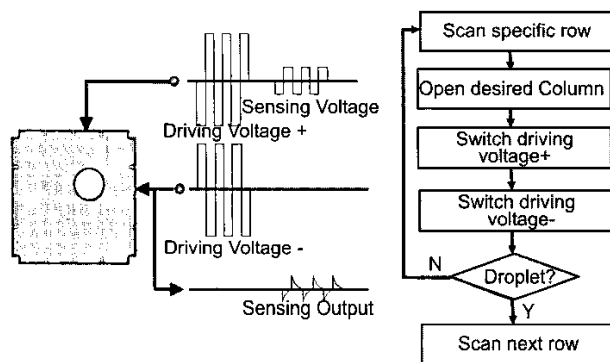 Sensing Voltage
Driving Voltage +
Driving Voltage -
Sensing Output
Scan specific row
Open desired Column
Switch driving
voltage+
Switch driving
voltage-
N
Droplet?
Y
Scan next row